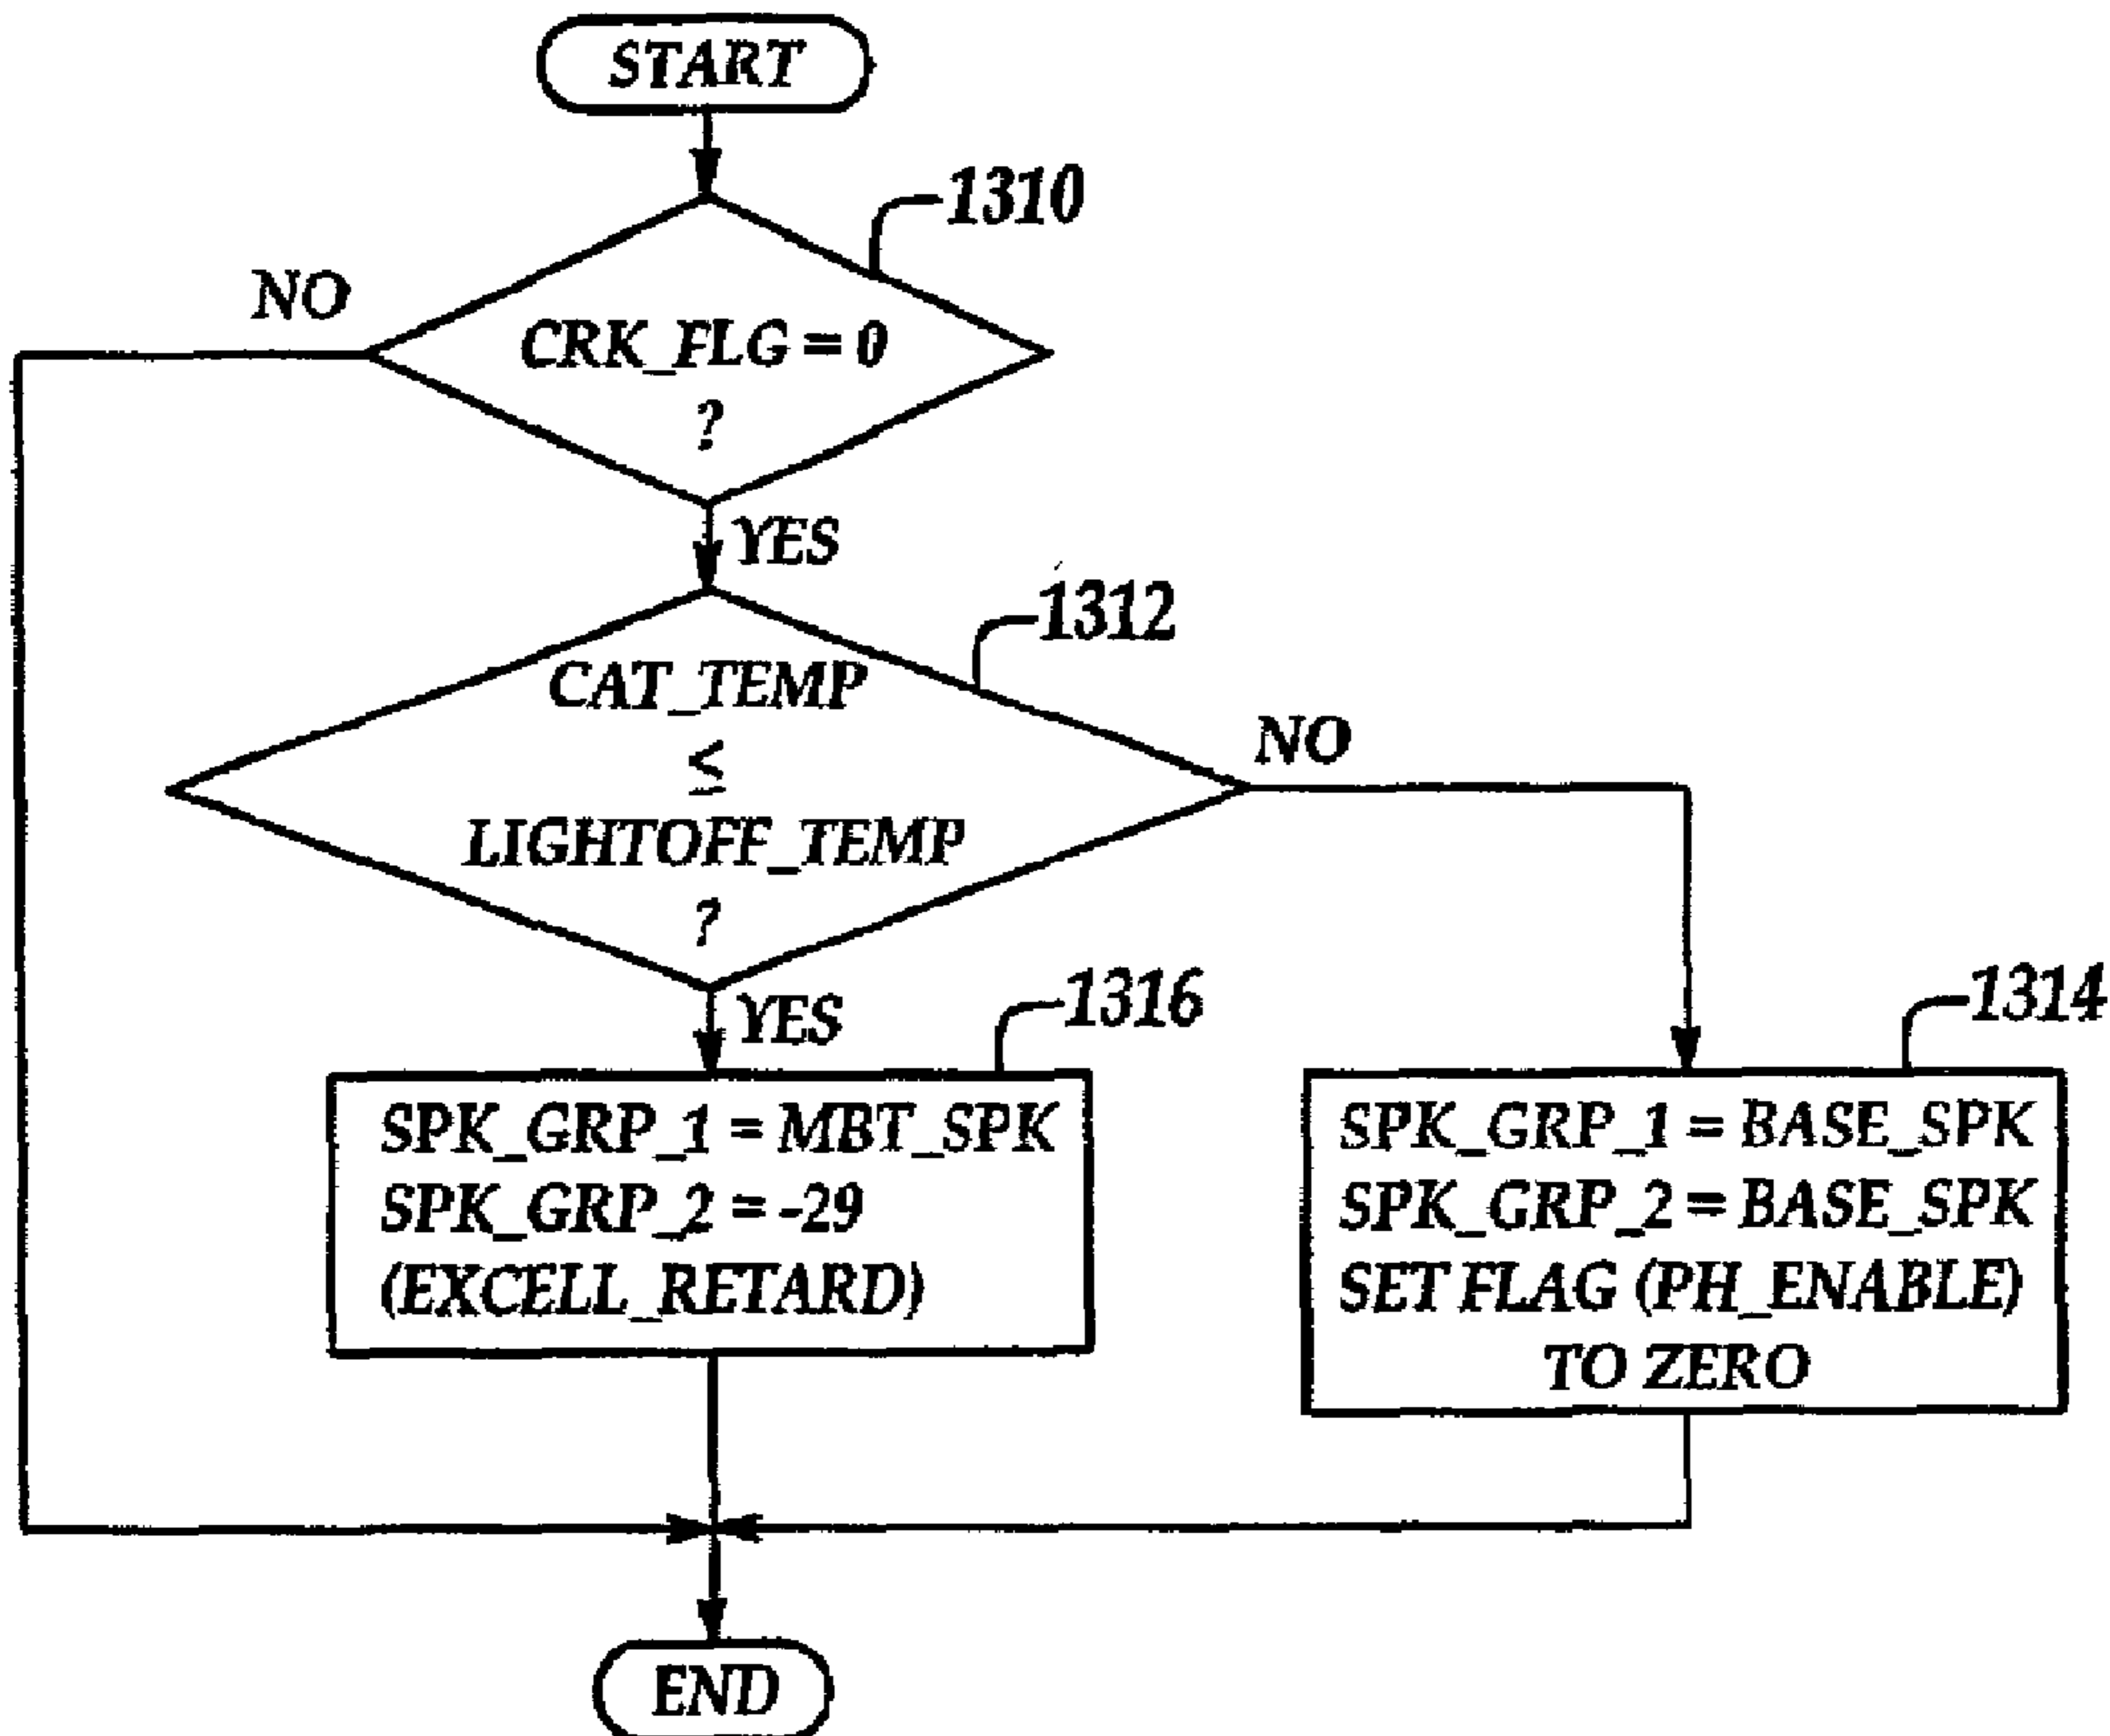 START
1310
NO
CRK_FLG = 0
?
YES
1312
CAT_TEMP
≤
LIGHTOFF_TEMP
?
NO
YES
1316
1314
SPK_GRP_1 = MBT_SPK
SPK_GRP_2 = -29
(EXCELL_RETARD)
SPK_GRP_1 = BASE_SPK
SPK_GRP_2 = BASE_SPK
SET FLAG (PH_ENABLE)
TO ZERO
END